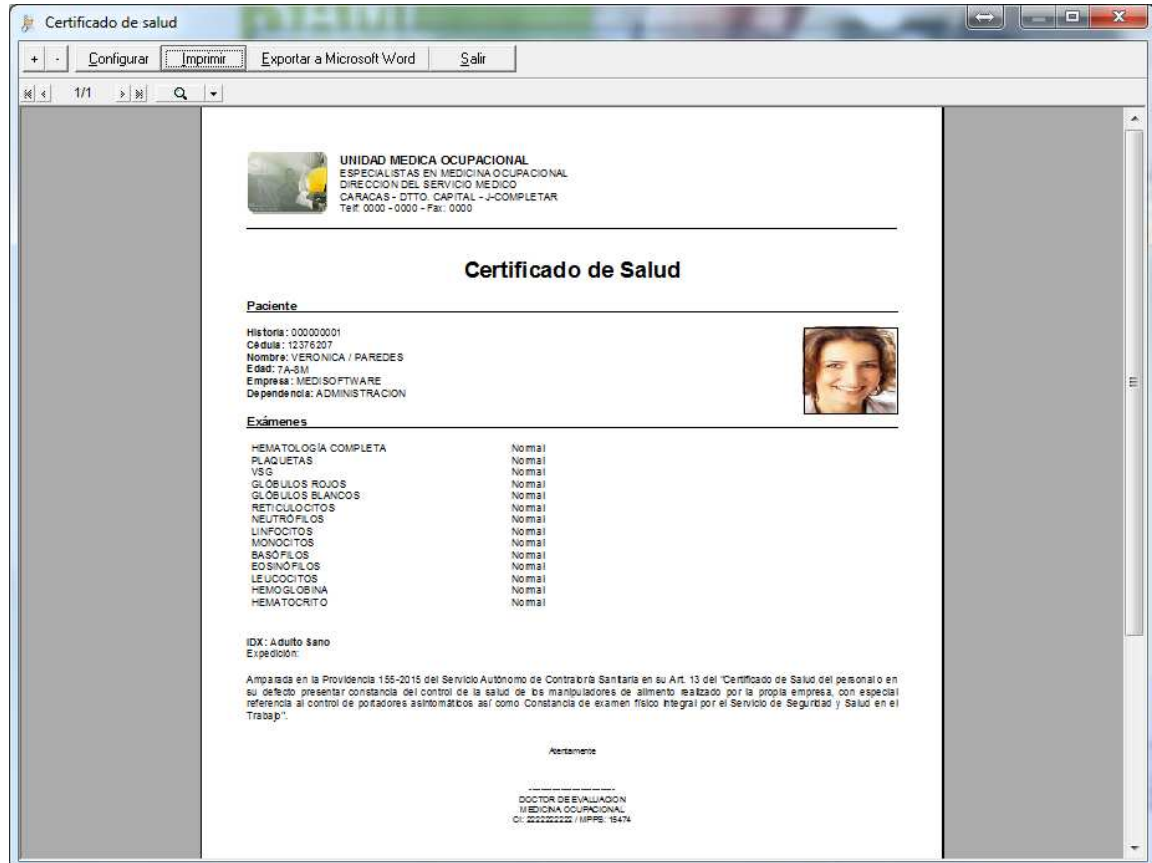 Certificado de salud
+ - Configurar Imprimir Exportar a Microsoft Word Salir
1/1
UNIDAD MEDICA OCUPACIONAL
ESPECIALISTAS EN MEDICINA OCUPACIONAL
DIRECCION DEL SERVICIO MEDICO
CARACAS - DTTO. CAPITAL - J-COMPLETAR
Telf: 0000 - 0000 - Fax: 0000
Certificado de Salud
Paciente
Historia: 000000001
Cédula: 12376207
Nombre: VERONICA / PAREDES
Edad: 7A-8M
Empresa: MEDISOFTWARE
Dependencia: ADMINISTRACION
Exámenes
HEMATOLOGÍA COMPLETA Normal
PLAQUETAS Normal
VSG Normal
GLÓBULOS ROJOS Normal
GLÓBULOS BLANCOS Normal
RETICULOCITOS Normal
NEUTRÓFILOS Normal
LINFOCITOS Normal
MONOCITOS Normal
BASÓFILOS Normal
EOSINÓFILOS Normal
LEUCOCITOS Normal
HEMOGLOBINA Normal
HEMATOCRITO Normal
IDX: Adulto Sano
Expedición:
Amparada en la Providencia 155-2015 del Servicio Autónomo de Contraloría Sanitaria en su Art. 13 del "Certificado de Salud del personal o en
su defecto presentar constancia del control de la salud de los manipuladores de alimento realizado por la propia empresa, con especial
referencia al control de portadores asintomáticos así como Constancia de examen físico integral por el Servicio de Seguridad y Salud en el
Trabajo".
Atentamente
DOCTOR DE EVALUACION
MEDICINA OCUPACIONAL
CI: 2222222222 / MPPS: 15474